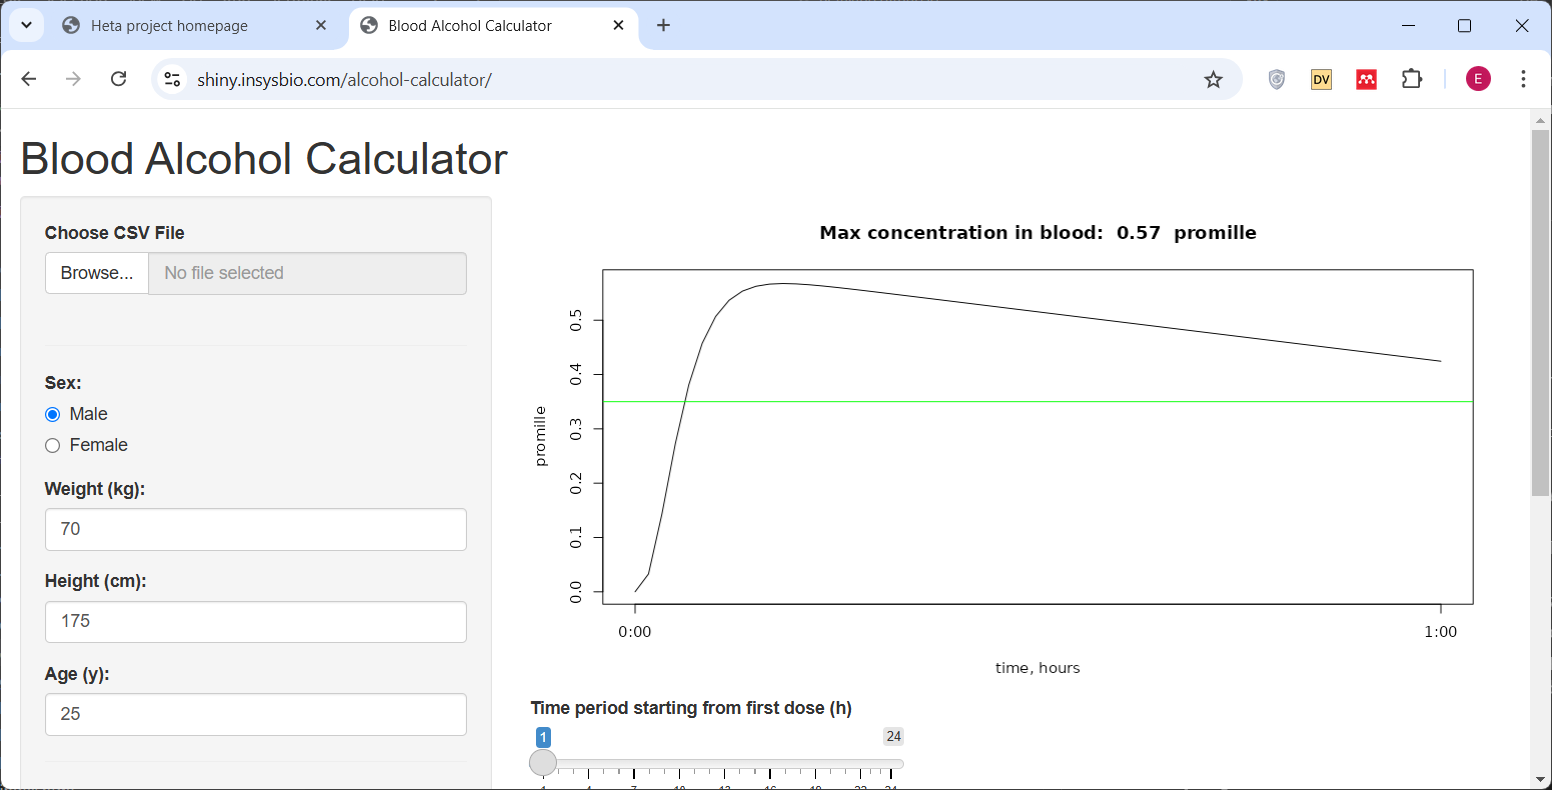 Heta project homepage
Blood Alcohol Calculator
shiny.insysbio.com/alcohol-calculator/
DV
E
Blood Alcohol Calculator
Choose CSV File
Browse... No file selected
Sex:
Male
Female
Weight (kg):
70
Height (cm):
175
Age (y):
25
Max concentration in blood: 0.57 promille
promille
0.5
0.4
0.3
0.2
0.1
0.0
0:00 1:00
time, hours
Time period starting from first dose (h)
1 24